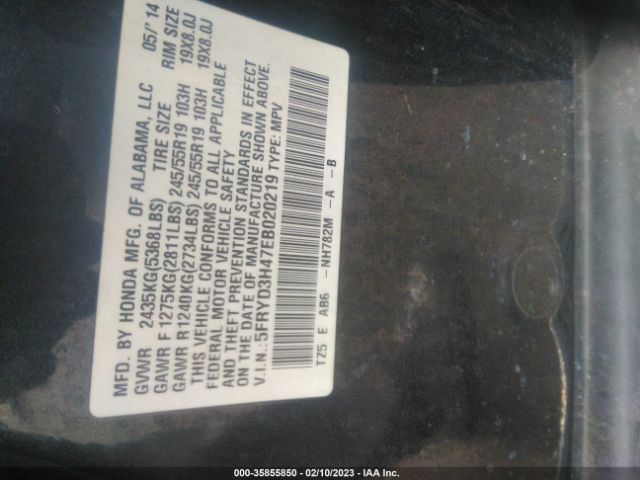 MFD. BY HONDA MFG. OF ALABAMA, LLC 05/' 14
GVWR 2435KG(5368LBS) TIRE SIZE RIM SIZE
GAWR F 1275KG(2811LBS) 245/55R19 103H 19X8.0J
GAWR R1240KG(2734LBS) 245/55R19 103H 19X8.0J
THIS VEHICLE CONFORMS TO ALL APPLICABLE
FEDERAL MOTOR VEHICLE SAFETY
AND THEFT PREVENTION STANDARDS IN EFFECT
ON THE DATE OF MANUFACTURE SHOWN ABOVE.
V.I.N.:5FRYD3H47EB020219 TYPE: MPV
TZ5 E AB6 -NH782M -A -B
000-35855850 - 02/10/2023 - IAA Inc.